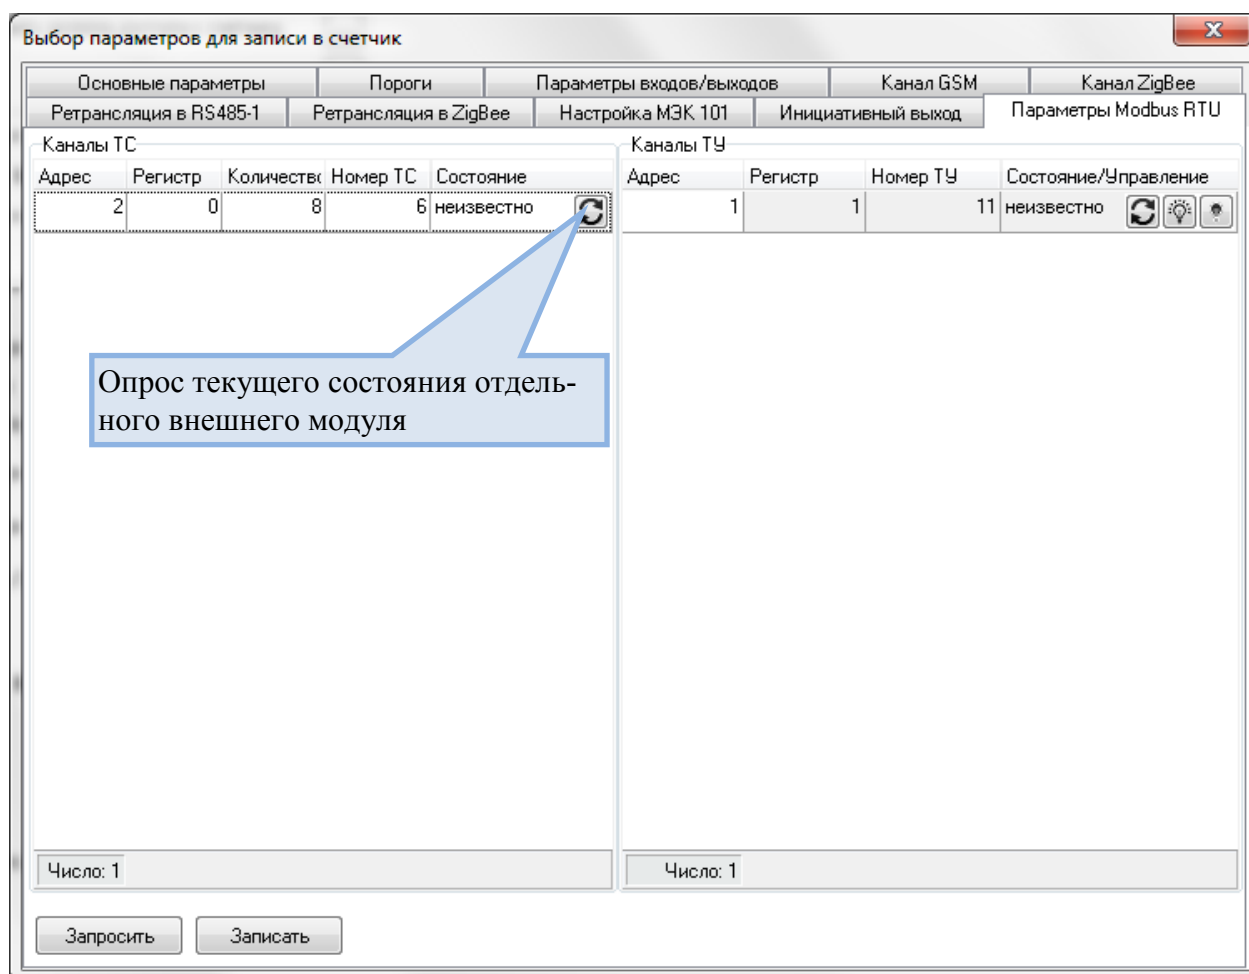 Выбор параметров для записи в счетчик
Основные параметры Пороги Параметры входов/выходов Канал GSM Канал ZigBee
Ретрансляция в RS485-1 Ретрансляция в ZigBee Настройка МЭК 101 Инициативный выход Параметры Modbus RTU
Каналы ТС Каналы ТУ
Адрес Регистр Количество Номер ТС Состояние Адрес Регистр Номер ТУ Состояние/Управление
2 0 8 6 неизвестно 1 1 11 неизвестно
Опрос текущего состояния отдель-
ного внешнего модуля
Число: 1 Число: 1
Запросить Записать